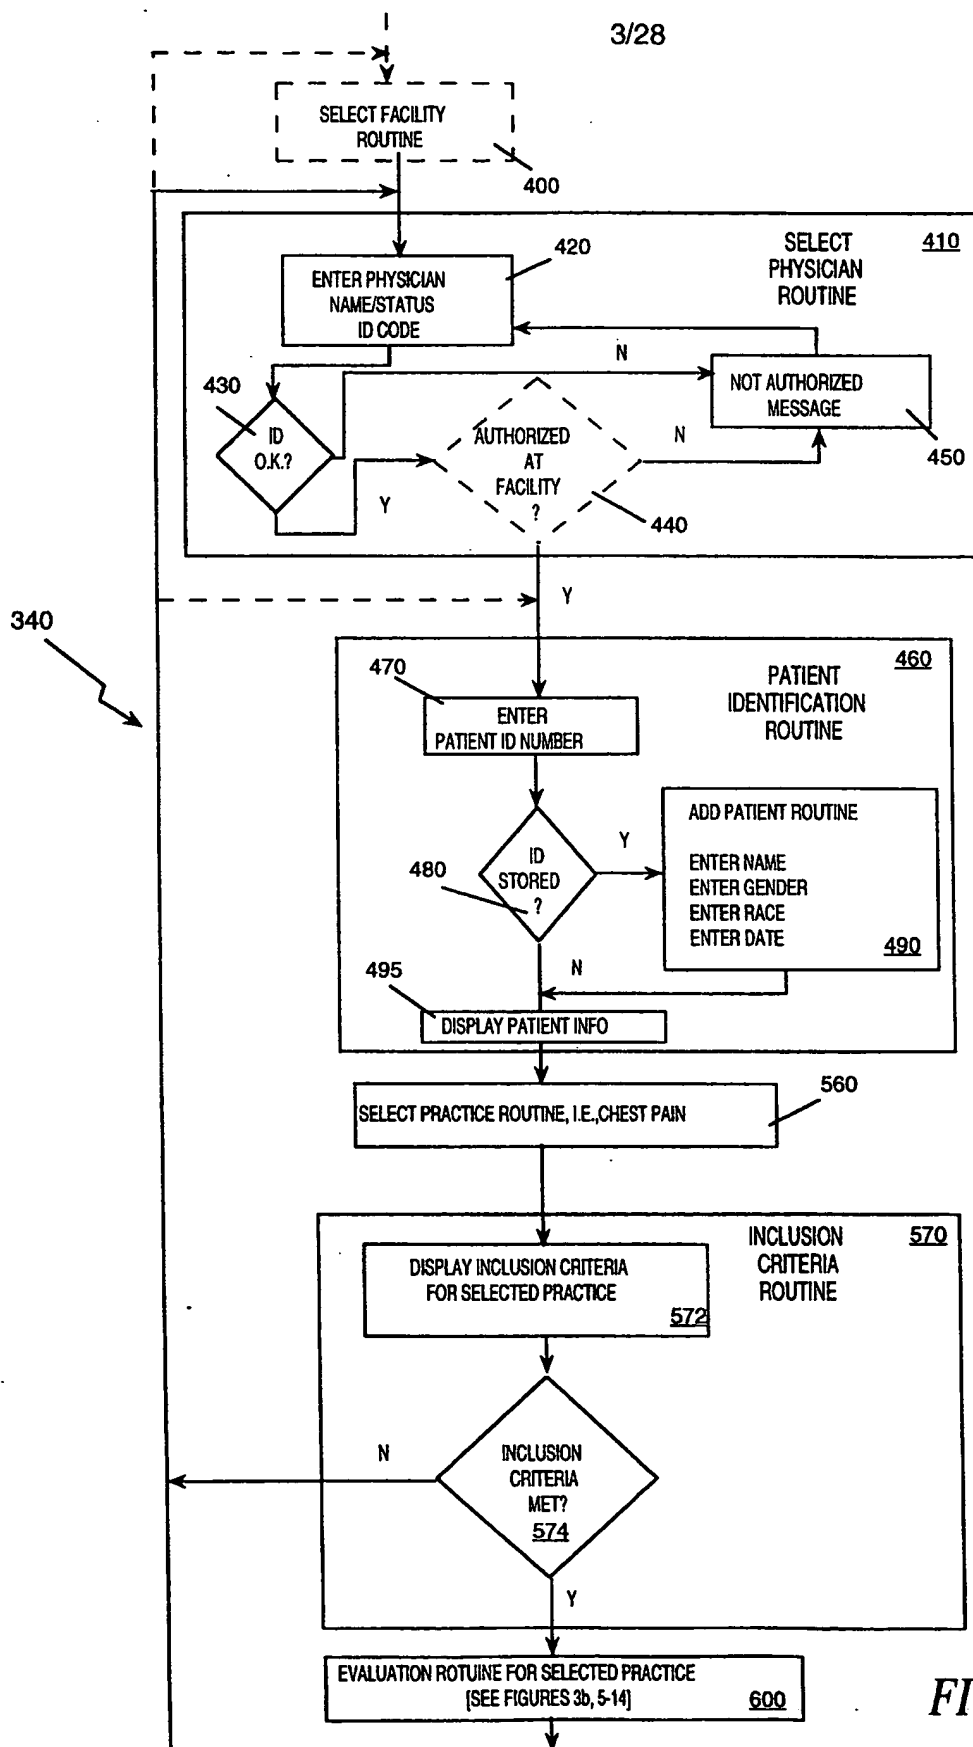 3/28
SELECT FACILITY
ROUTINE
400
SELECT
PHYSICIAN
ROUTINE
410
420
ENTER PHYSICIAN
NAME/STATUS
ID CODE
N
NOT AUTHORIZED
MESSAGE
450
430
ID
O.K.?
Y
AUTHORIZED
AT
FACILITY
?
N
440
Y
340
460
PATIENT
IDENTIFICATION
ROUTINE
470
ENTER
PATIENT ID NUMBER
ID
STORED
?
480
Y
ADD PATIENT ROUTINE
ENTER NAME
ENTER GENDER
ENTER RACE
ENTER DATE
490
N
495
DISPLAY PATIENT INFO
560
SELECT PRACTICE ROUTINE, I.E.,CHEST PAIN
INCLUSION
CRITERIA
ROUTINE
570
DISPLAY INCLUSION CRITERIA
FOR SELECTED PRACTICE
572
N
INCLUSION
CRITERIA
MET?
574
Y
EVALUATION ROTUINE FOR SELECTED PRACTICE
[SEE FIGURES 3b, 5-14]
600
FI